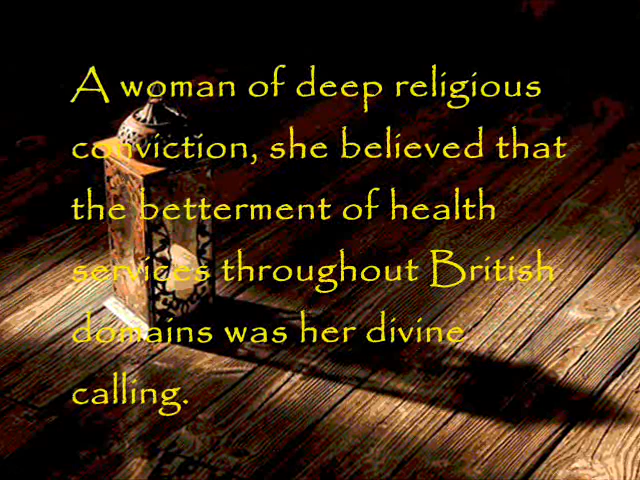 A woman of deep religious
conviction, she believed that
the betterment of health
services throughout British
domains was her divine
calling.